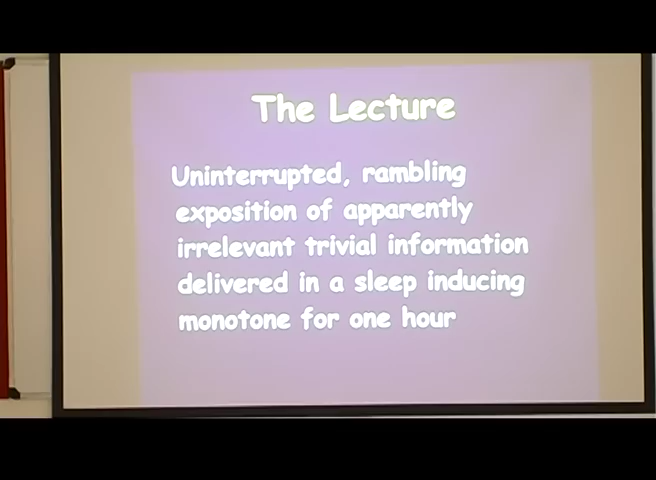 The Lecture
Uninterrupted, rambling
exposition of apparently
irrelevant trivial information
delivered in a sleep inducing
monotone for one hour